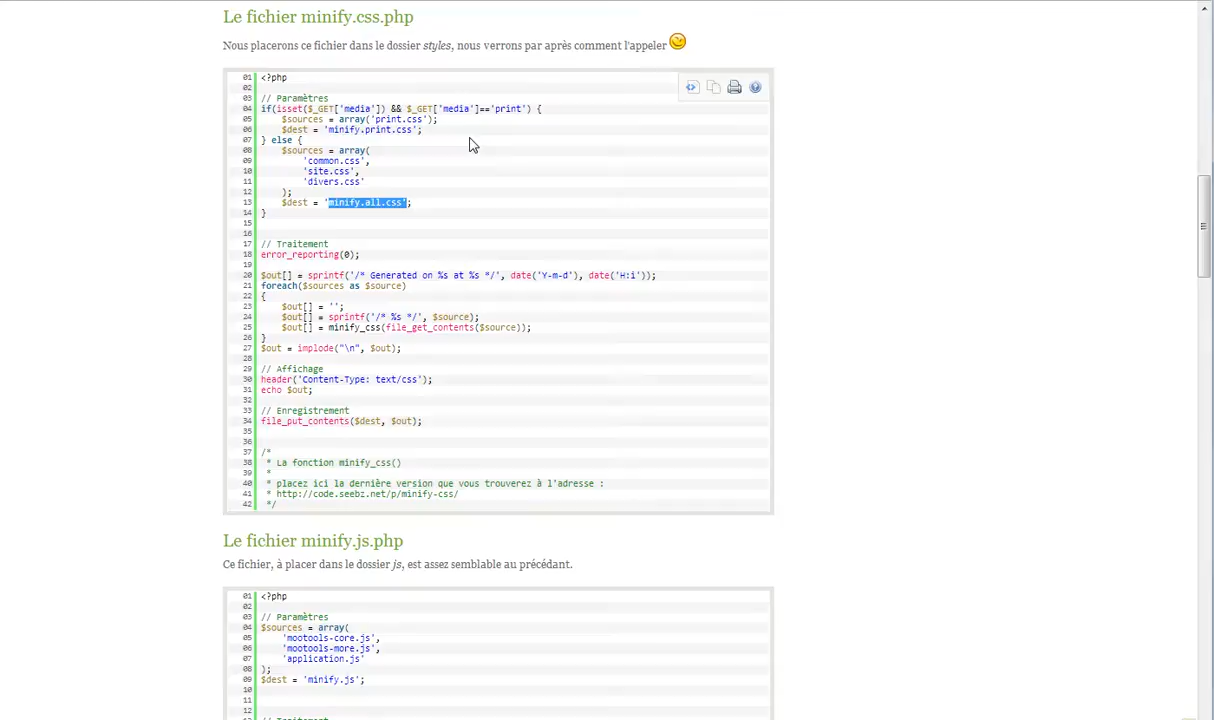 Le fichier minify.css.php
Nous placerons ce fichier dans le dossier styles, nous verrons par après comment l'appeler
01 <?php
02
03 // Paramètres
04 if(isset($_GET['media']) && $_GET['media']=='print') {
05     $sources = array('print.css');
06     $dest = 'minify.print.css';
07 } else {
08     $sources = array(
09         'common.css',
10         'site.css',
11         'divers.css'
12     );
13     $dest = 'minify.all.css';
14 }
15
16
17 // Traitement
18 error_reporting(0);
19
20 $out[] = sprintf('/* Generated on %s at %s */', date('Y-m-d'), date('H:i'));
21 foreach($sources as $source)
22 {
23     $out[] = '';
24     $out[] = sprintf('/* %s */', $source);
25     $out[] = minify_css(file_get_contents($source));
26 }
27 $out = implode("\n", $out);
28
29 // Affichage
30 header('Content-Type: text/css');
31 echo $out;
32
33 // Enregistrement
34 file_put_contents($dest, $out);
35
36
37 /*
38  * La fonction minify_css()
39  *
40  * placez ici la dernière version que vous trouverez à l'adresse :
41  * http://code.seebz.net/p/minify-css/
42  */
Le fichier minify.js.php
Ce fichier, à placer dans le dossier js, est assez semblable au précédant.
01 <?php
02
03 // Paramètres
04 $sources = array(
05     'mootools-core.js',
06     'mootools-more.js',
07     'application.js'
08 );
09 $dest = 'minify.js';
10
11
12
// Traitement